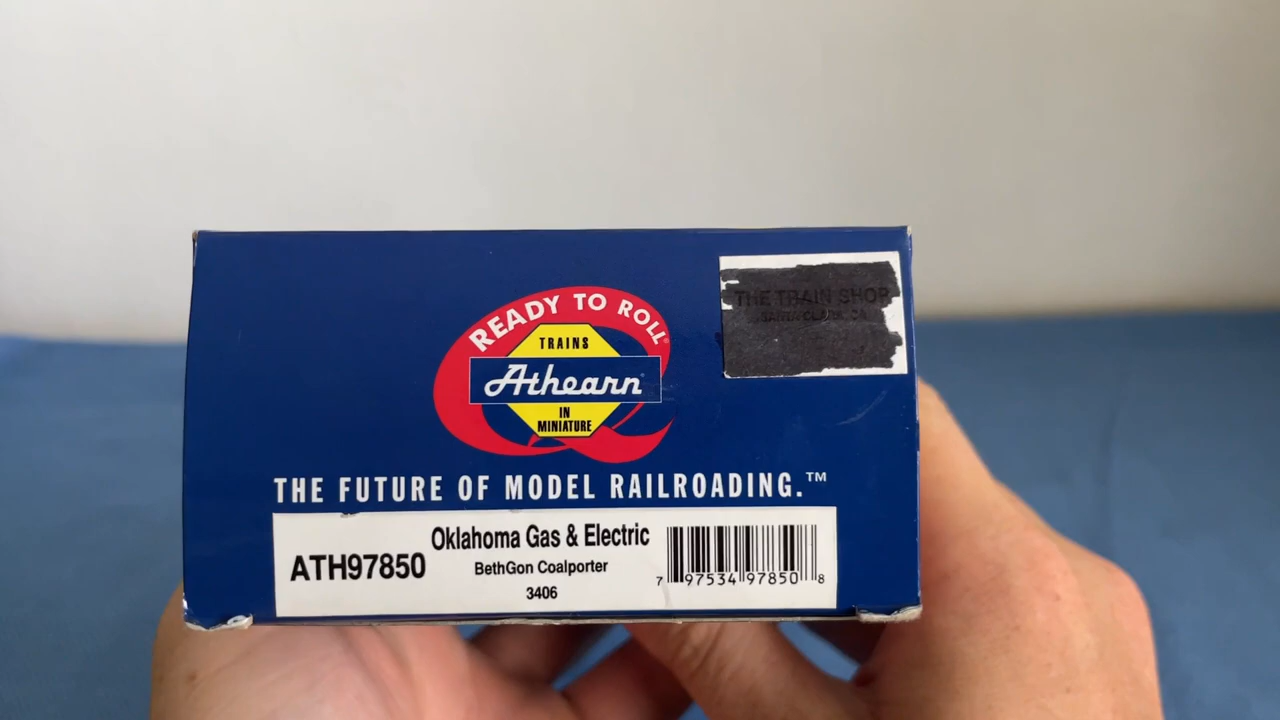 THE TRAIN SHOP
SANTA CLARA, CA
READY TO ROLL®
TRAINS
Athearn®
IN
MINIATURE
THE FUTURE OF MODEL RAILROADING.™
ATH97850
Oklahoma Gas & Electric
BethGon Coalporter
3406
7 97534 97850 8